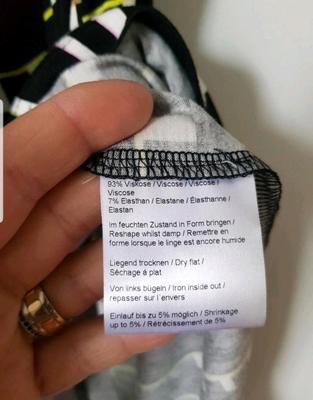 93% Viskose / Viscose / Viscose /
Viscose
7% Elasthan / Elastane / Élasthanne /
Elastan
im feuchten Zustand in Form bringen /
Reshape whilst damp / Remettre en
forme lorsque le linge est ancore humide
Liegend trocknen / Dry flat /
Séchage á plat
Von links bügeln / Iron inside out /
repasser sur l'envers
Einlauf bis zu 5% möglich / Shrinkage
up to 5% / Rétrécissement de 5%